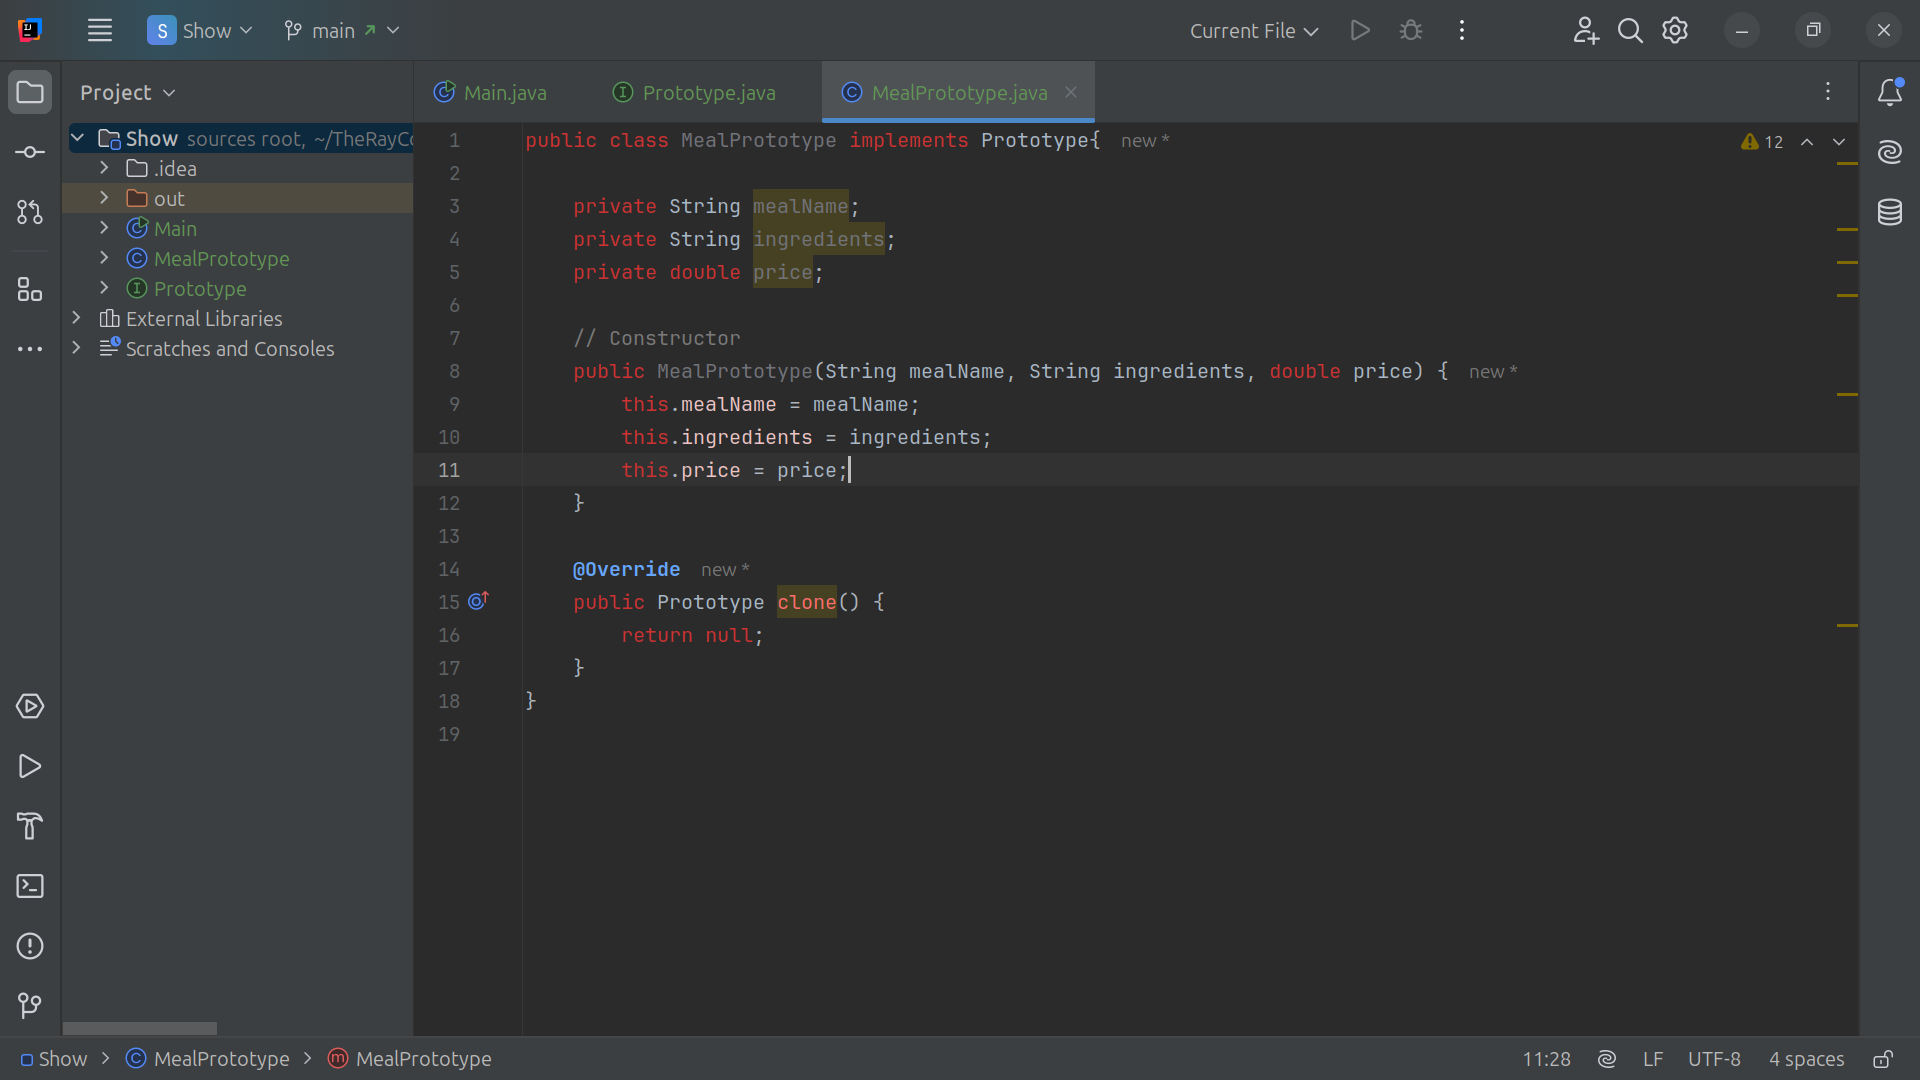 S Show main Current File
Project
Main.java Prototype.java MealPrototype.java
Show sources root, ~/TheRayCo
.idea
out
Main
MealPrototype
Prototype
External Libraries
Scratches and Consoles
12
1 public class MealPrototype implements Prototype{ new *
2
3 private String mealName;
4 private String ingredients;
5 private double price;
6
7 // Constructor
8 public MealPrototype(String mealName, String ingredients, double price) { new *
9 this.mealName = mealName;
10 this.ingredients = ingredients;
11 this.price = price;
12 }
13
14 @Override new *
15 public Prototype clone() {
16 return null;
17 }
18 }
19
Show > MealPrototype > MealPrototype 11:28 LF UTF-8 4 spaces